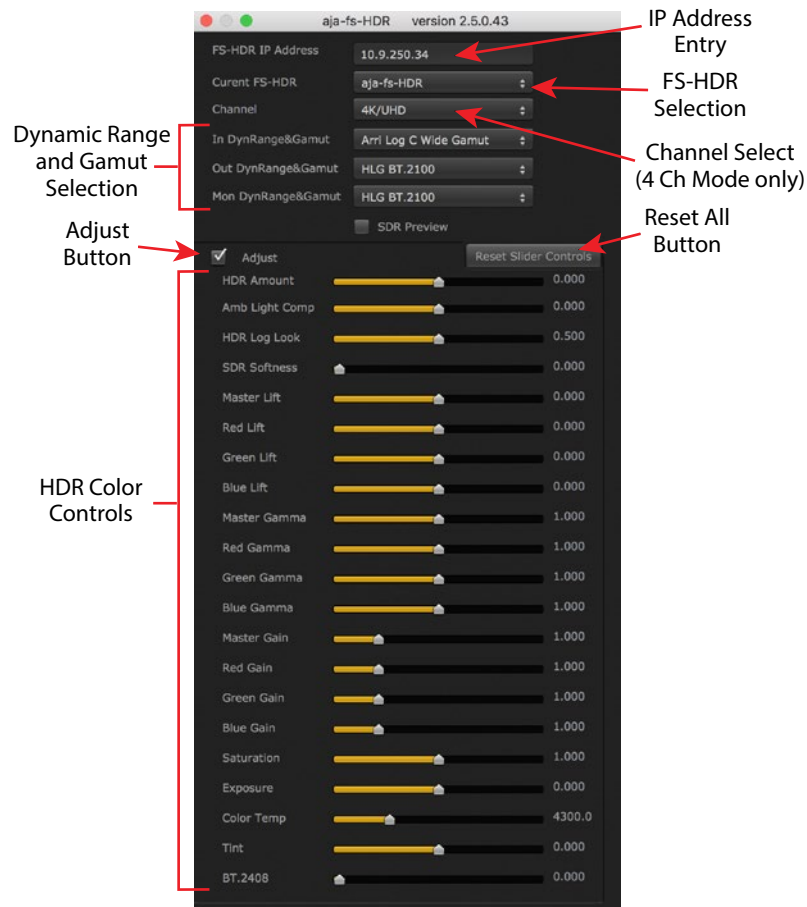 aja-fs-HDR version 2.5.0.43
IP Address
Entry
FS-HDR IP Address 10.9.250.34
Curent FS-HDR aja-fs-HDR
FS-HDR
Selection
Channel 4K/UHD
Channel Select
(4 Ch Mode only)
Dynamic Range
and Gamut
Selection
In DynRange&Gamut Arri Log C Wide Gamut
Out DynRange&Gamut HLG BT.2100
Mon DynRange&Gamut HLG BT.2100
SDR Preview
Adjust
Button
Reset All
Button
Adjust Reset Slider Controls
HDR Color
Controls
HDR Amount 0.000
Amb Light Comp 0.000
HDR Log Look 0.500
SDR Softness 0.000
Master Lift 0.000
Red Lift 0.000
Green Lift 0.000
Blue Lift 0.000
Master Gamma 1.000
Red Gamma 1.000
Green Gamma 1.000
Blue Gamma 1.000
Master Gain 1.000
Red Gain 1.000
Green Gain 1.000
Blue Gain 1.000
Saturation 1.000
Exposure 0.000
Color Temp 4300.0
Tint 0.000
BT.2408 0.000